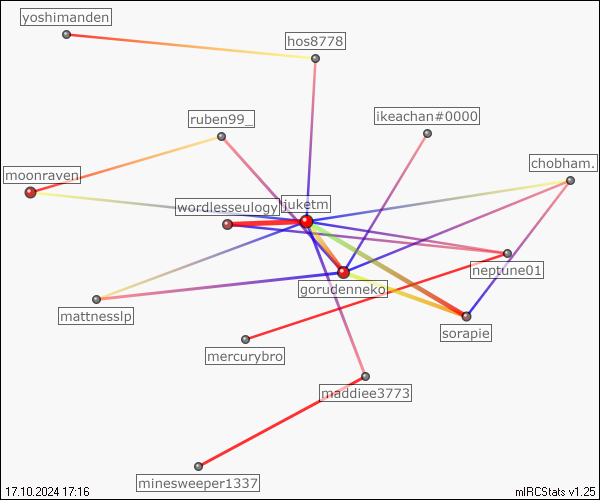 yoshimanden
hos8778
ruben99_
ikeachan#0000
chobham.
moonraven
wordlesseulogy
juketm
neptune01
gorudenneko
mattnesslp
sorapie
mercurybro
maddiee3773
minesweeper1337
17.10.2024 17:16
mIRCStats v1.25